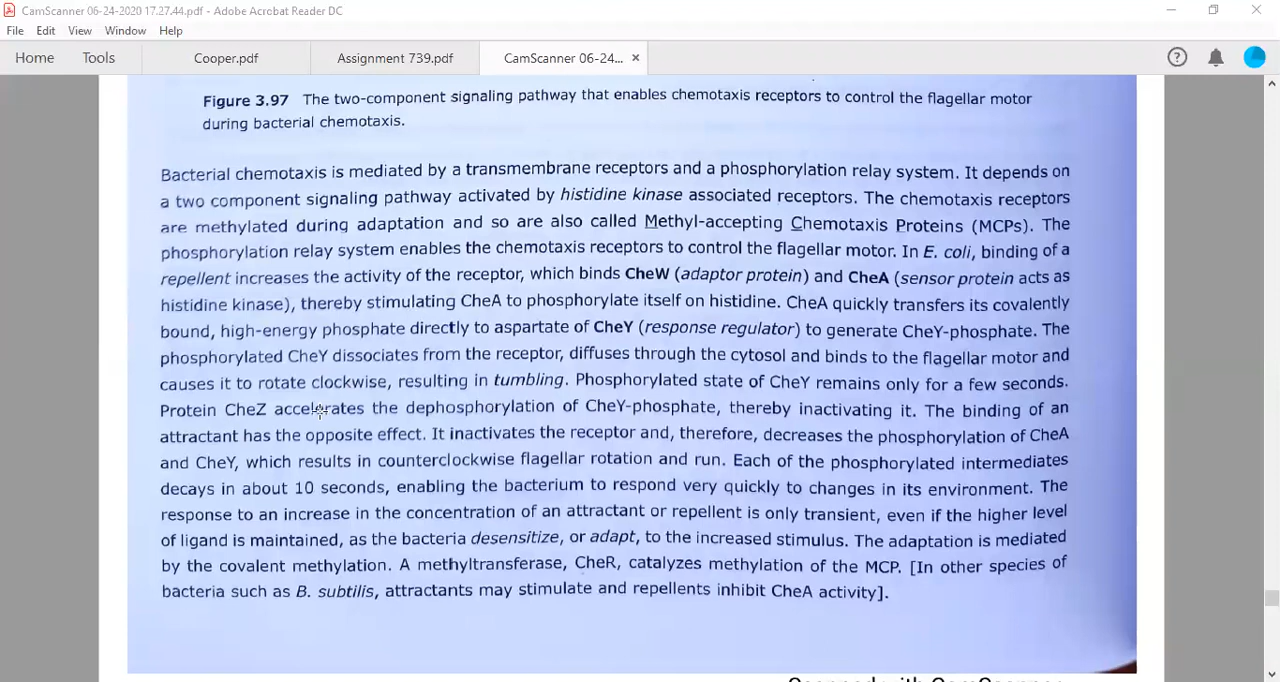 CamScanner 06-24-2020 17.27.44.pdf - Adobe Acrobat Reader DC
File Edit View Window Help
Home Tools Cooper.pdf Assignment 739.pdf CamScanner 06-24... ×
Figure 3.97 The two-component signaling pathway that enables chemotaxis receptors to control the flagellar motor
during bacterial chemotaxis.
Bacterial chemotaxis is mediated by a transmembrane receptors and a phosphorylation relay system. It depends on
a two component signaling pathway activated by histidine kinase associated receptors. The chemotaxis receptors
are methylated during adaptation and so are also called Methyl-accepting Chemotaxis Proteins (MCPs). The
phosphorylation relay system enables the chemotaxis receptors to control the flagellar motor. In E. coli, binding of a
repellent increases the activity of the receptor, which binds CheW (adaptor protein) and CheA (sensor protein acts as
histidine kinase), thereby stimulating CheA to phosphorylate itself on histidine. CheA quickly transfers its covalently
bound, high-energy phosphate directly to aspartate of CheY (response regulator) to generate CheY-phosphate. The
phosphorylated CheY dissociates from the receptor, diffuses through the cytosol and binds to the flagellar motor and
causes it to rotate clockwise, resulting in tumbling. Phosphorylated state of CheY remains only for a few seconds.
Protein CheZ accelerates the dephosphorylation of CheY-phosphate, thereby inactivating it. The binding of an
attractant has the opposite effect. It inactivates the receptor and, therefore, decreases the phosphorylation of CheA
and CheY, which results in counterclockwise flagellar rotation and run. Each of the phosphorylated intermediates
decays in about 10 seconds, enabling the bacterium to respond very quickly to changes in its environment. The
response to an increase in the concentration of an attractant or repellent is only transient, even if the higher level
of ligand is maintained, as the bacteria desensitize, or adapt, to the increased stimulus. The adaptation is mediated
by the covalent methylation. A methyltransferase, CheR, catalyzes methylation of the MCP. [In other species of
bacteria such as B. subtilis, attractants may stimulate and repellents inhibit CheA activity].
Scanned with CamScanner